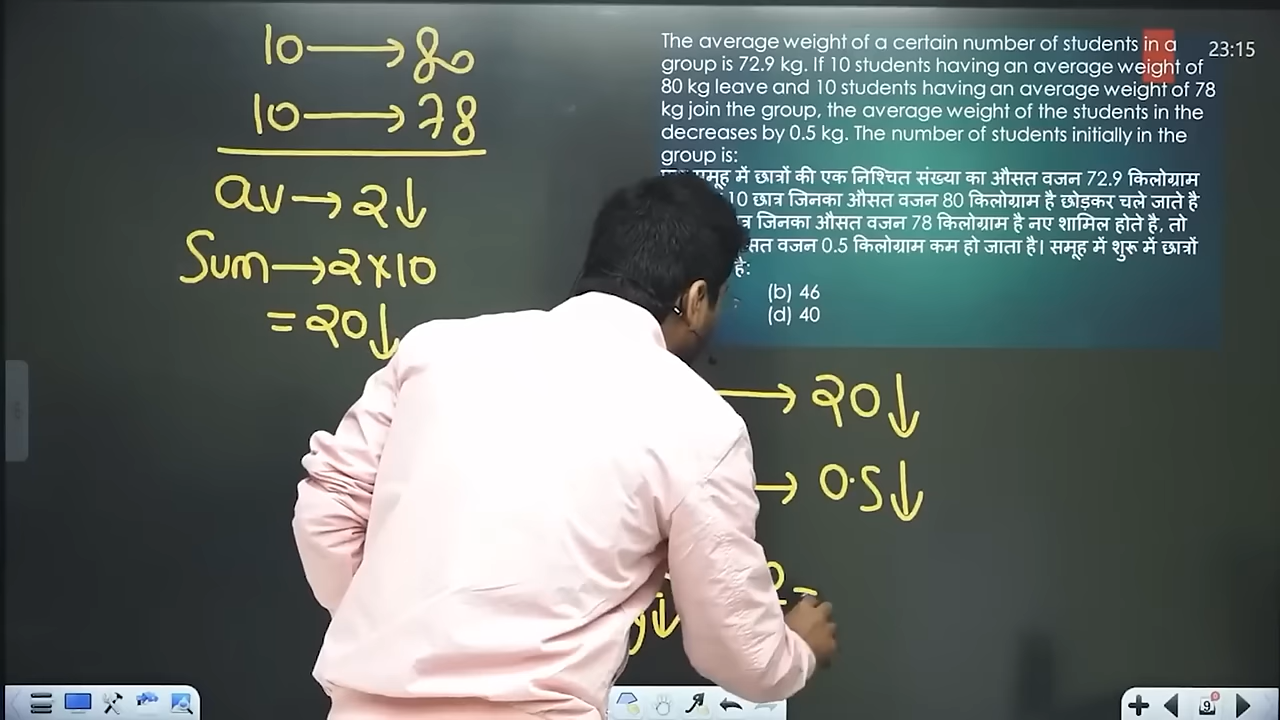 10 → 80
10 → 78
av → 2↓
Sum → 2×10
= 20↓
The average weight of a certain number of students in a
group is 72.9 kg. If 10 students having an average weight of
80 kg leave and 10 students having an average weight of 78
kg join the group, the average weight of the students in the
decreases by 0.5 kg. The number of students initially in the
group is:
समूह में छात्रों की एक निश्चित संख्या का औसत वजन 72.9 किलोग्राम
10 छात्र जिनका औसत वजन 80 किलोग्राम है छोड़कर चले जाते है
जिनका औसत वजन 78 किलोग्राम है नए शामिल होते है, तो
वजन 0.5 किलोग्राम कम हो जाता है। समूह में शुरू में छात्रों
है:
(b) 46
(d) 40
23:15
→ 20↓
→ 0.5↓
9